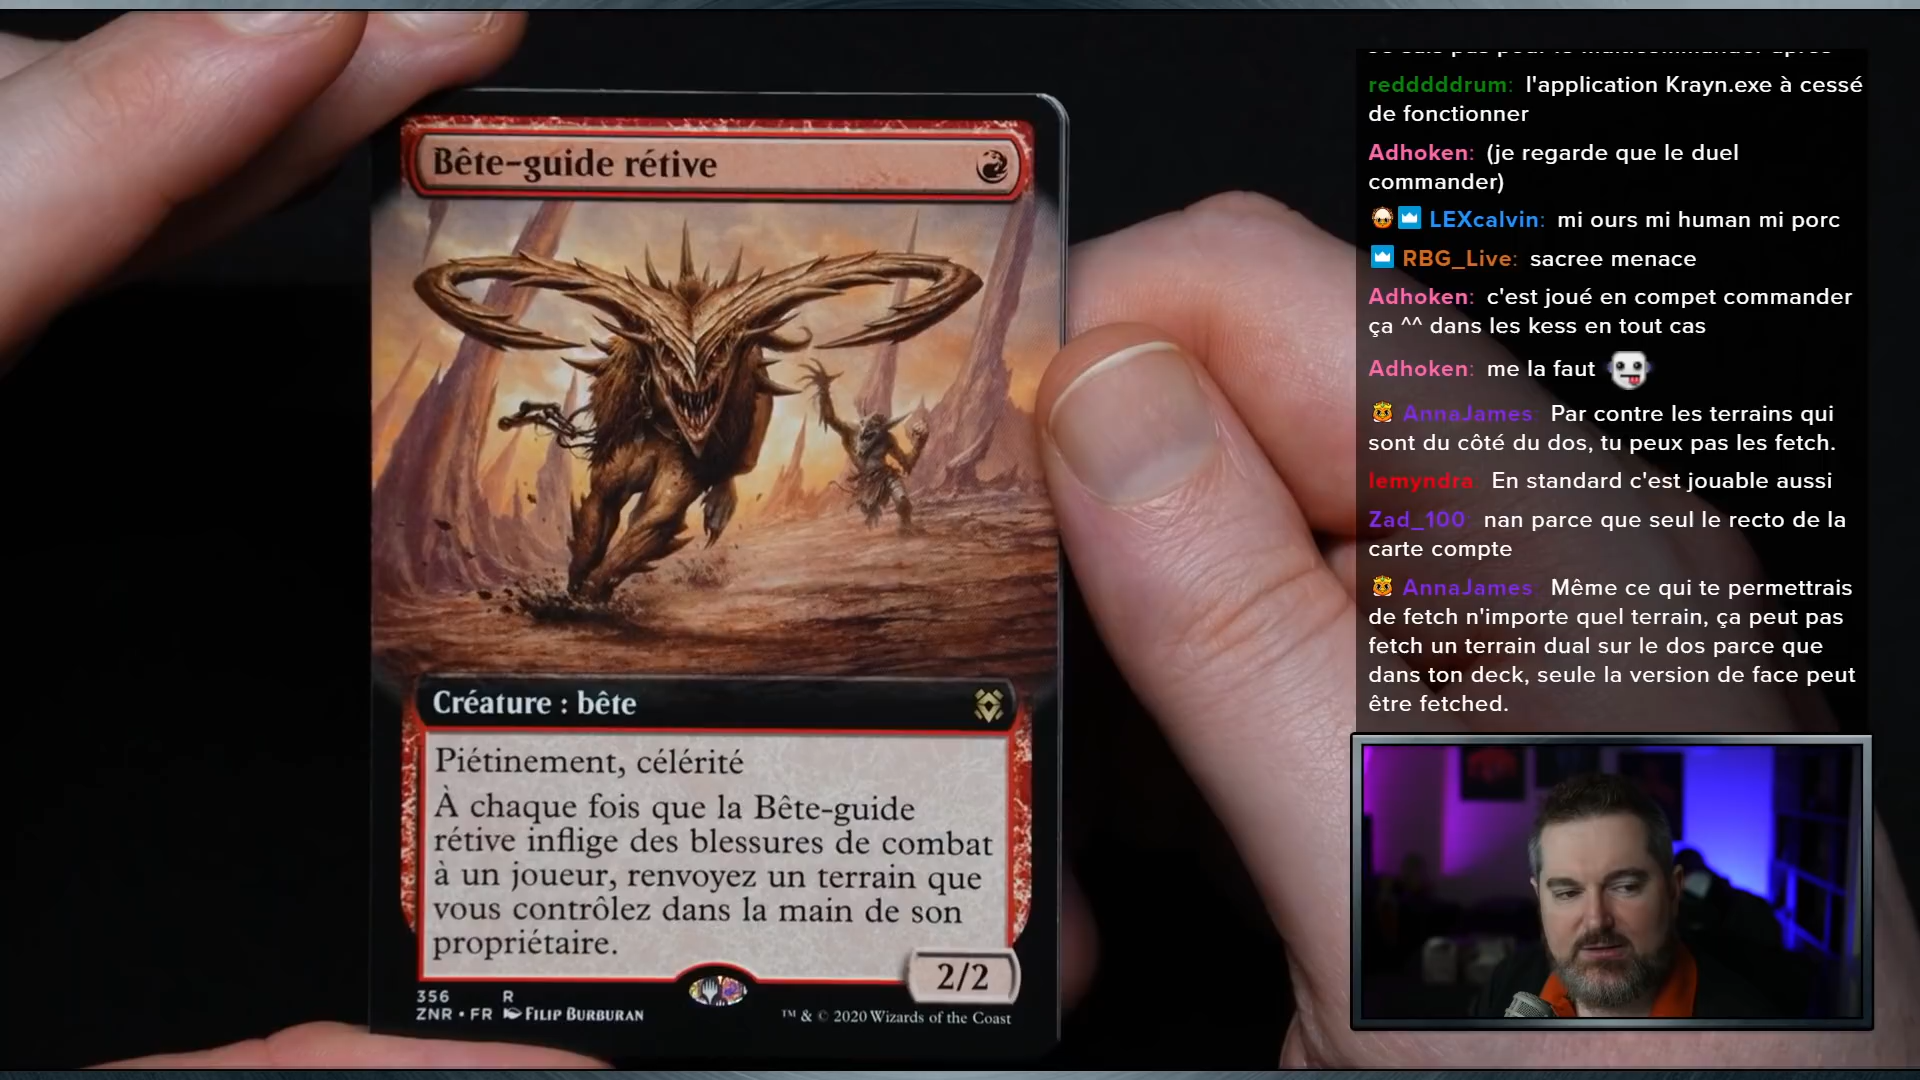 Bête-guide rétive
Créature : bête
Piétinement, célérité
À chaque fois que la Bête-guide
rétive inflige des blessures de combat
à un joueur, renvoyez un terrain que
vous contrôlez dans la main de son
propriétaire.
2/2
356 R
ZNR • FR Filip Burburan
™ & © 2020 Wizards of the Coast
redddddrum: l'application Krayn.exe à cessé
de fonctionner
Adhoken: (je regarde que le duel
commander)
LEXcalvin: mi ours mi human mi porc
RBG_Live: sacree menace
Adhoken: c'est joué en compet commander
ça ^^ dans les kess en tout cas
Adhoken: me la faut
AnnaJames: Par contre les terrains qui
sont du côté du dos, tu peux pas les fetch.
lemyndra: En standard c'est jouable aussi
Zad_100: nan parce que seul le recto de la
carte compte
AnnaJames: Même ce qui te permettrais
de fetch n'importe quel terrain, ça peut pas
fetch un terrain dual sur le dos parce que
dans ton deck, seule la version de face peut
être fetched.